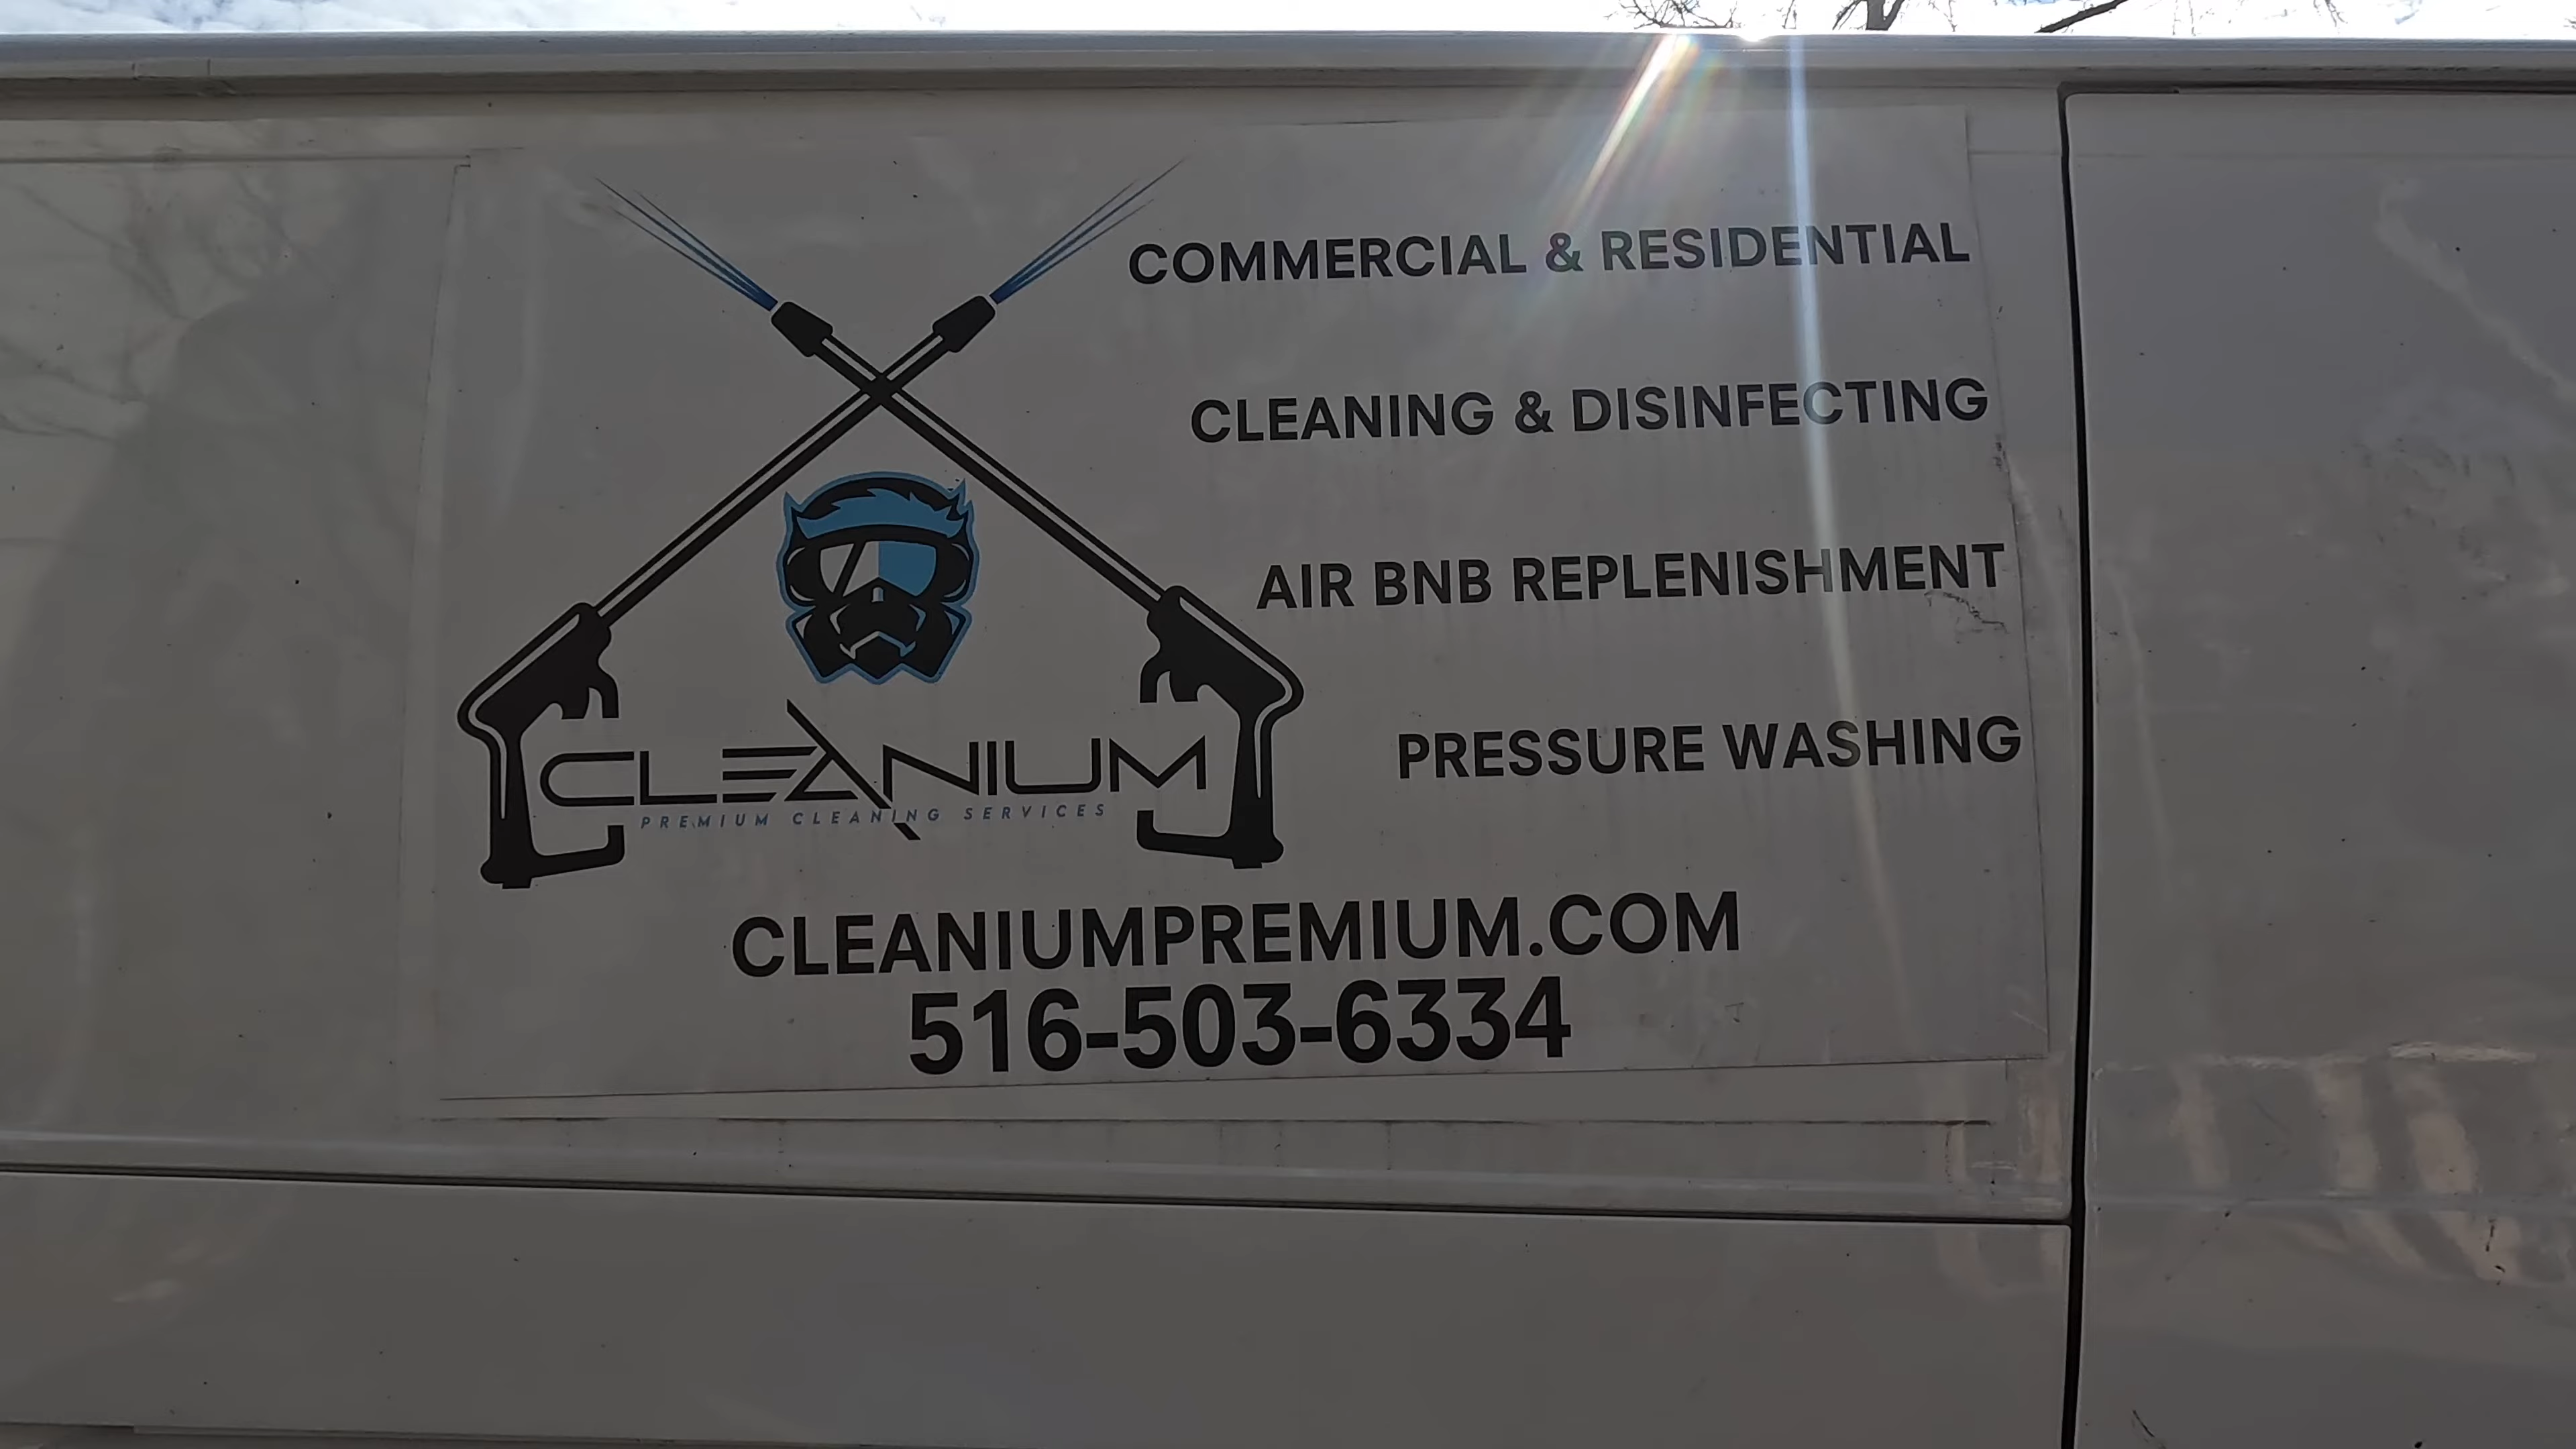 COMMERCIAL & RESIDENTIAL
CLEANING & DISINFECTING
AIR BNB REPLENISHMENT
PRESSURE WASHING
CLEANIUM
PREMIUM CLEANING SERVICES
CLEANIUMPREMIUM.COM
516-503-6334